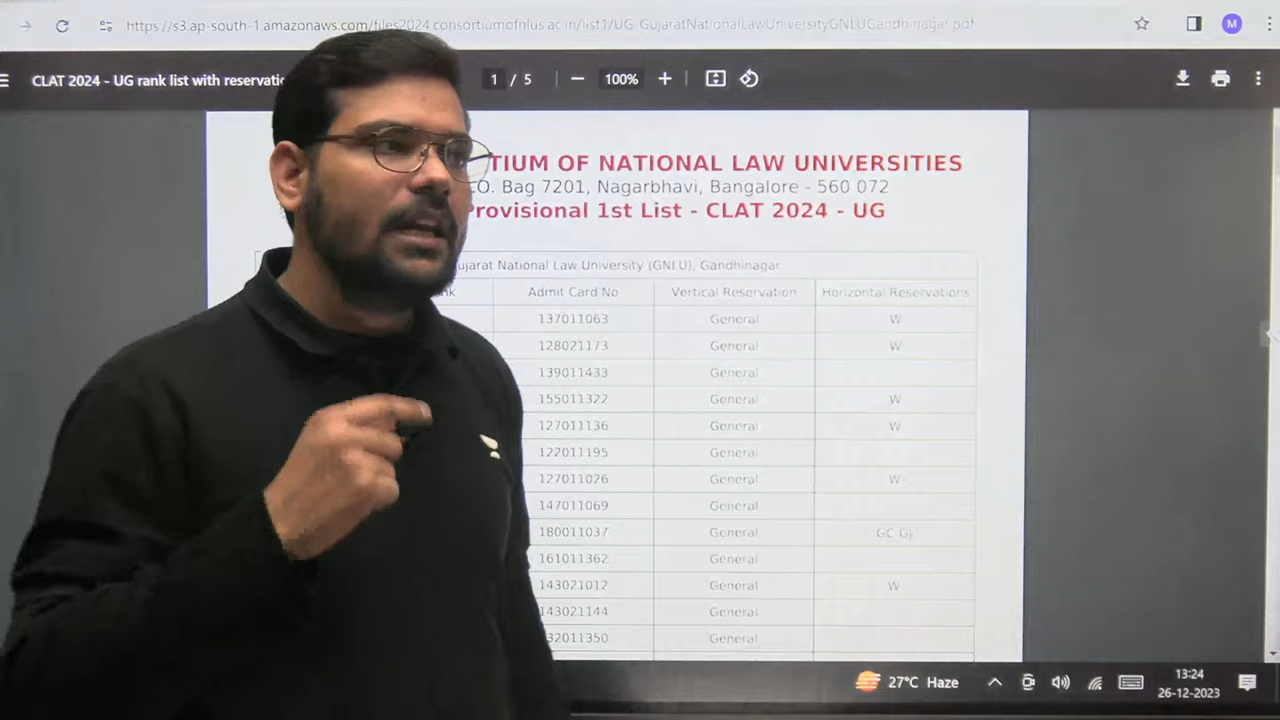 https://s3.ap-south-1.amazonaws.com/files2024.consortiumofnlus.ac.in/list1/UG-GujaratNationalLawUniversityGNLUGandhinagar.pdf
M
CLAT 2024 - UG rank list with reservatio
1 / 5
100%
TIUM OF NATIONAL LAW UNIVERSITIES
.O. Bag 7201, Nagarbhavi, Bangalore - 560 072
Provisional 1st List - CLAT 2024 - UG
ujarat National Law University (GNLU), Gandhinagar
nk Admit Card No Vertical Reservation Horizontal Reservations
137011063 General W
128021173 General W
139011433 General
155011322 General W
127011136 General W
122011195 General
127011026 General W
147011069 General
180011037 General
161011362 General
143021012 General W
143021144 General
32011350 General
27°C Haze
13:24
26-12-2023